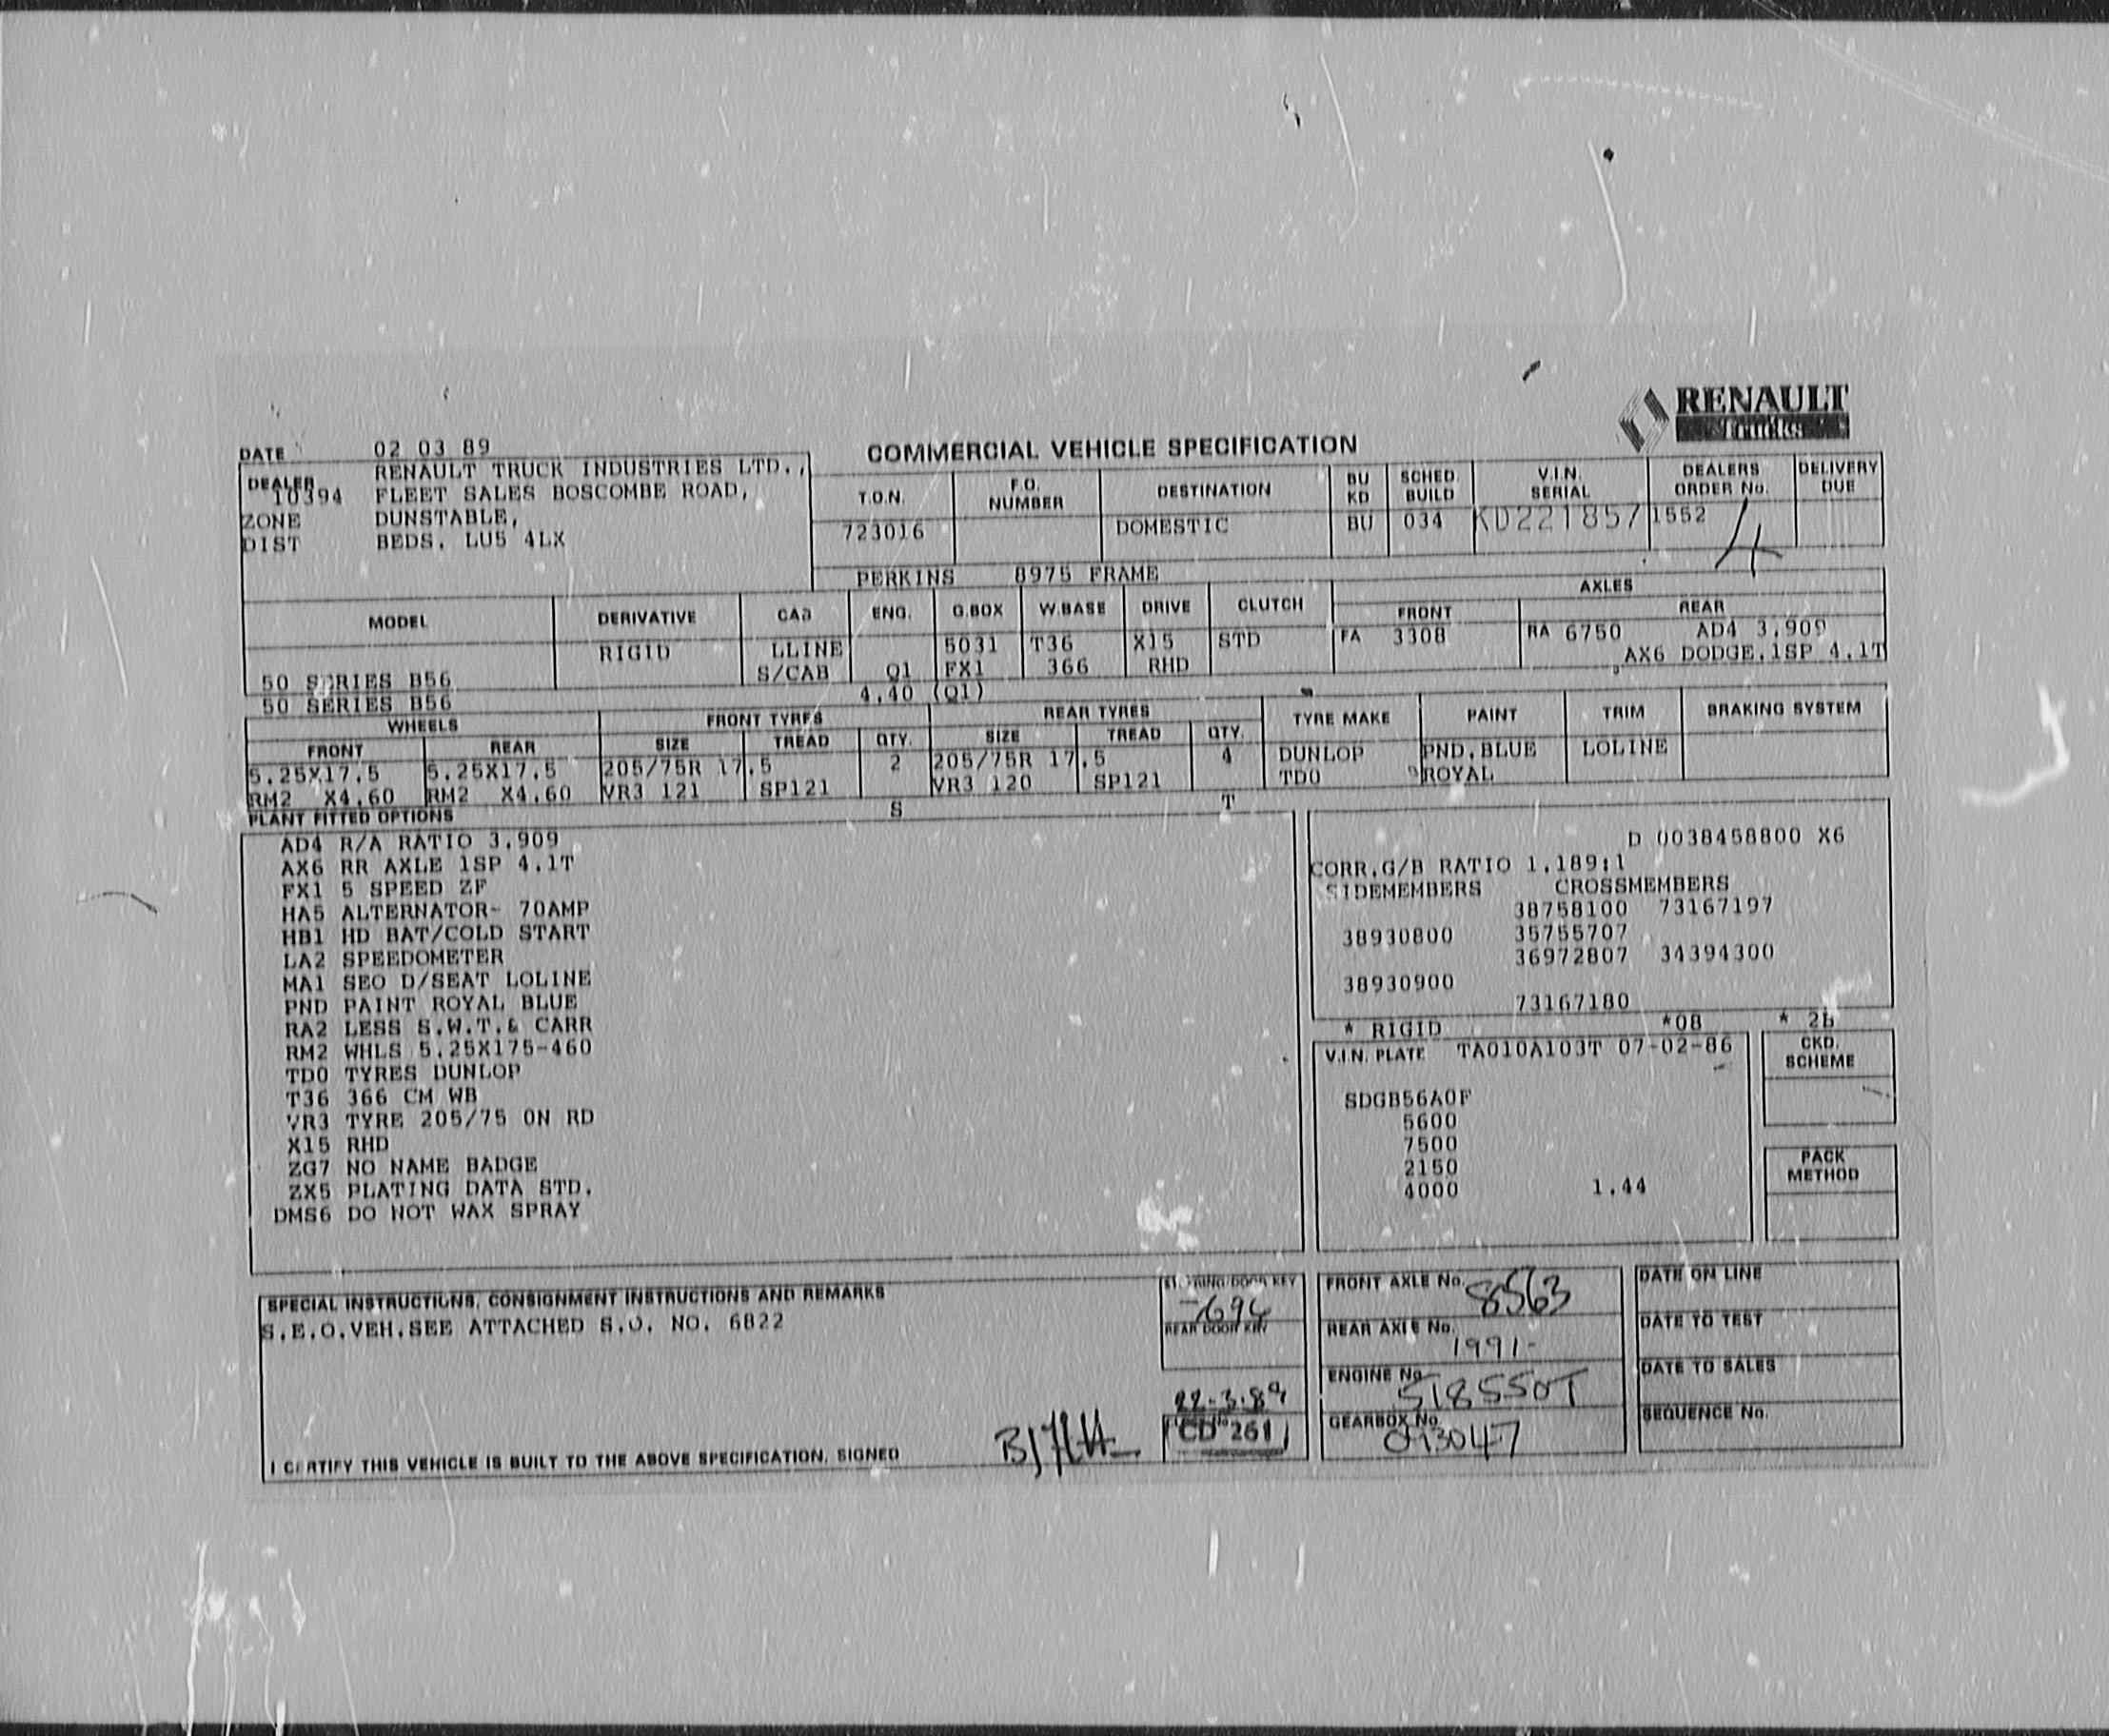 RENAULT
Trucks
DATE 02 03 89
COMMERCIAL VEHICLE SPECIFICATION
DEALER 10394 RENAULT TRUCK INDUSTRIES LTD.,
FLEET SALES BOSCOMBE ROAD,
ZONE DUNSTABLE,
DIST BEDS. LU5 4LX
T.O.N. F.O. NUMBER DESTINATION BU KD SCHED BUILD V.I.N. SERIAL DEALERS ORDER No. DELIVERY DUE
723016 DOMESTIC BU 034 KD221857 1552 4
PERKINS 8975 FRAME
MODEL DERIVATIVE CAB ENG. G.BOX W.BASE DRIVE CLUTCH AXLES
FRONT REAR
RIGID LLINE 5031 T36 X15 STD FA 3308 RA 6750 AD4 3.909
50 SERIES B56 S/CAB Q1 FX1 366 RHD AX6 DODGE.1SP 4.1T
50 SERIES B56 4.40 (Q1)
WHEELS FRONT TYRES REAR TYRES TYRE MAKE PAINT TRIM BRAKING SYSTEM
FRONT REAR SIZE TREAD QTY. SIZE TREAD QTY.
5.25X17.5 5.25X17.5 205/75R 17.5 2 205/75R 17.5 4 DUNLOP PND.BLUE LOLINE
RM2 X4.60 RM2 X4.60 VR3 121 SP121 VR3 120 SP121 TD0 ROYAL
PLANT FITTED OPTIONS S T
AD4 R/A RATIO 3.909
AX6 RR AXLE 1SP 4.1T
FX1 5 SPEED ZF
HA5 ALTERNATOR- 70AMP
HB1 HD BAT/COLD START
LA2 SPEEDOMETER
MA1 SEO D/SEAT LOLINE
PND PAINT ROYAL BLUE
RA2 LESS S.W.T.& CARR
RM2 WHLS 5.25X175-460
TD0 TYRES DUNLOP
T36 366 CM WB
VR3 TYRE 205/75 ON RD
X15 RHD
ZG7 NO NAME BADGE
ZX5 PLATING DATA STD.
DMS6 DO NOT WAX SPRAY
D 0038458800 X6
CORR.G/B RATIO 1.189:1
SIDEMEMBERS CROSSMEMBERS
38758100 73167197
38930800 35755707
36972807 34394300
38930900
73167180
* RIGID *08 * 2b
V.I.N. PLATE TA010A103T 07-02-86
CKD. SCHEME
SDGB56A0F
5600
7500
2150
4000 1.44
PACK METHOD
SPECIAL INSTRUCTIONS, CONSIGNMENT INSTRUCTIONS AND REMARKS
S.E.O.VEH.SEE ATTACHED S.O. NO. 6822
DOOR KEY 7694
REAR DOOR KEY
22.3.89
CD 261
FRONT AXLE No. 8563
REAR AXLE No. 1991-
ENGINE No. 518550T
GEARBOX No. 093047
DATE ON LINE
DATE TO TEST
DATE TO SALES
SEQUENCE No.
I CERTIFY THIS VEHICLE IS BUILT TO THE ABOVE SPECIFICATION. SIGNED